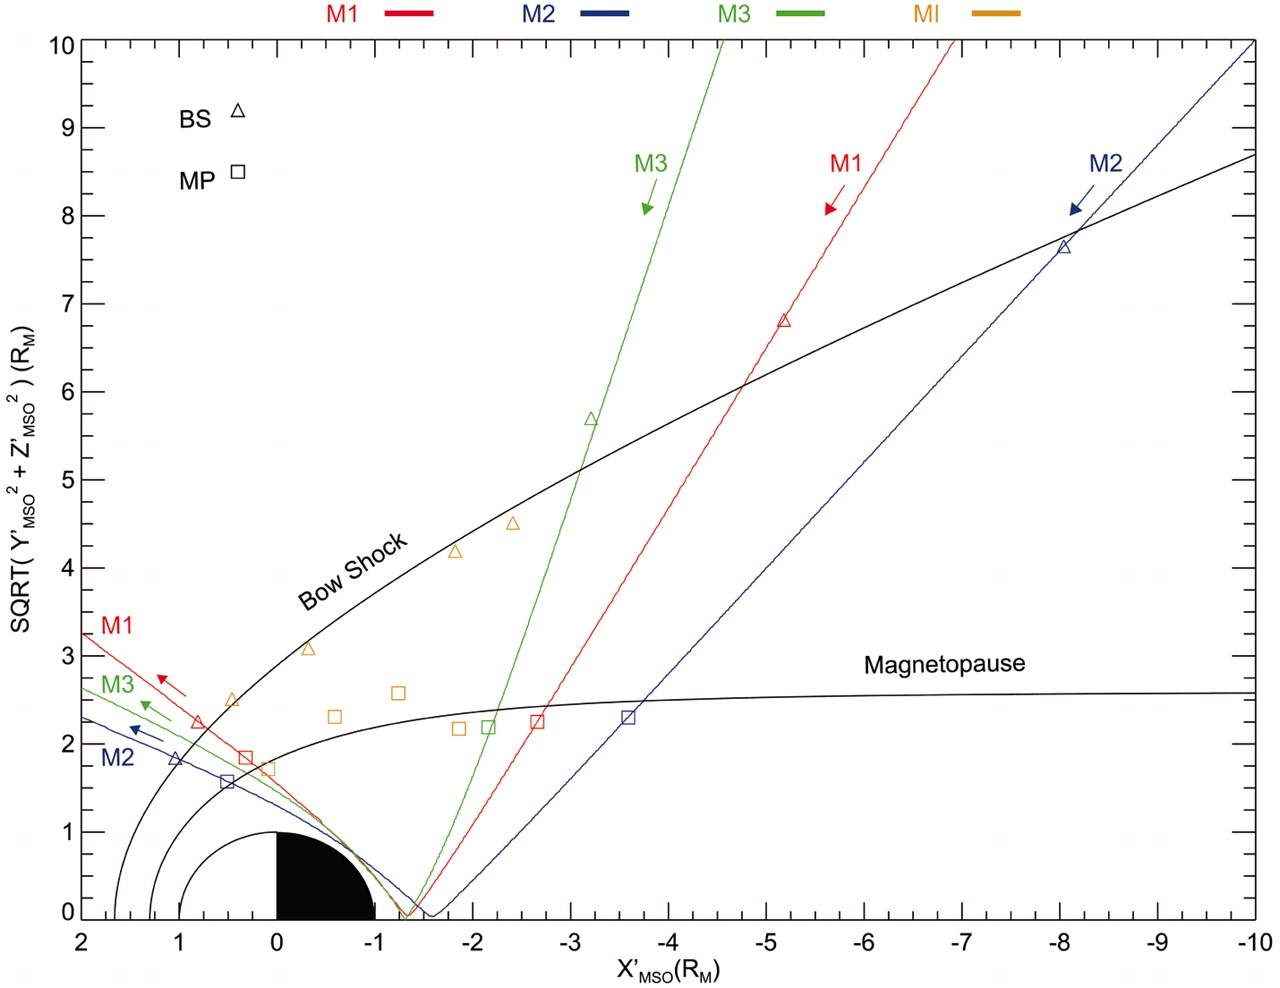 M1 M2 M3 MI
10
9
8
7
6
5
4
3
2
1
0
SQRT( Y'MSO² + Z'MSO² ) (RM)
BS
MP
M3
M1
M2
Bow Shock
Magnetopause
M1
M3
M2
2 1 0 -1 -2 -3 -4 -5 -6 -7 -8 -9 -10
X'MSO(RM)